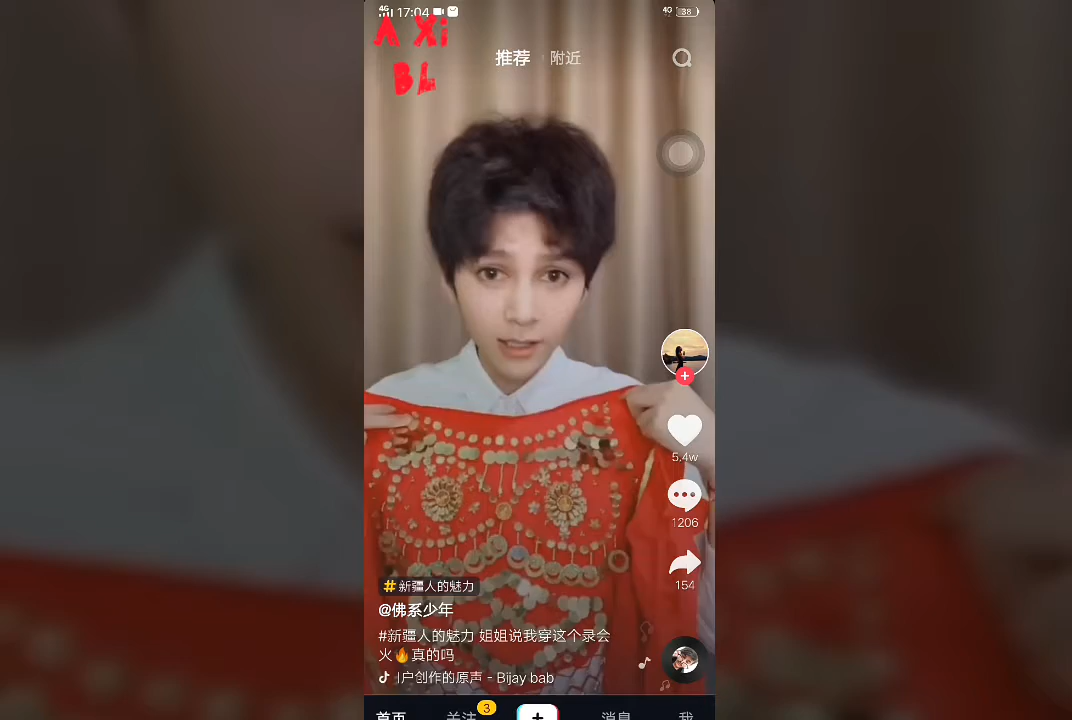 4G 17:04
4G 38
A Xi
BL
推荐
附近
5.4w
1206
154
#新疆人的魅力
@佛系少年
#新疆人的魅力 姐姐说我穿这个录会
火🔥真的吗
户创作的原声 - Bijay bab
首页
关注
3
消息
我